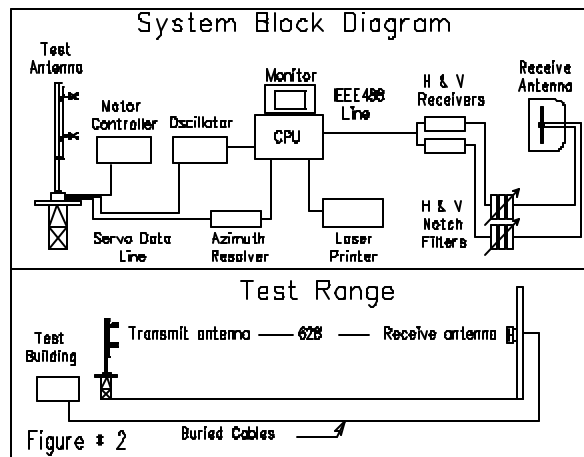 System Block Diagram
Test
Antenna
Motor
Controller
Oscillator
Monitor
CPU
IEEE488
Line
H & V
Receivers
Receive
Antenna
Servo Data
Line
Azimuth
Resolver
Laser
Printer
H & V
Notch
Filters
Test Range
Test
Building
Transmit antenna
628'
Receive antenna
Buried Cables
Figure # 2